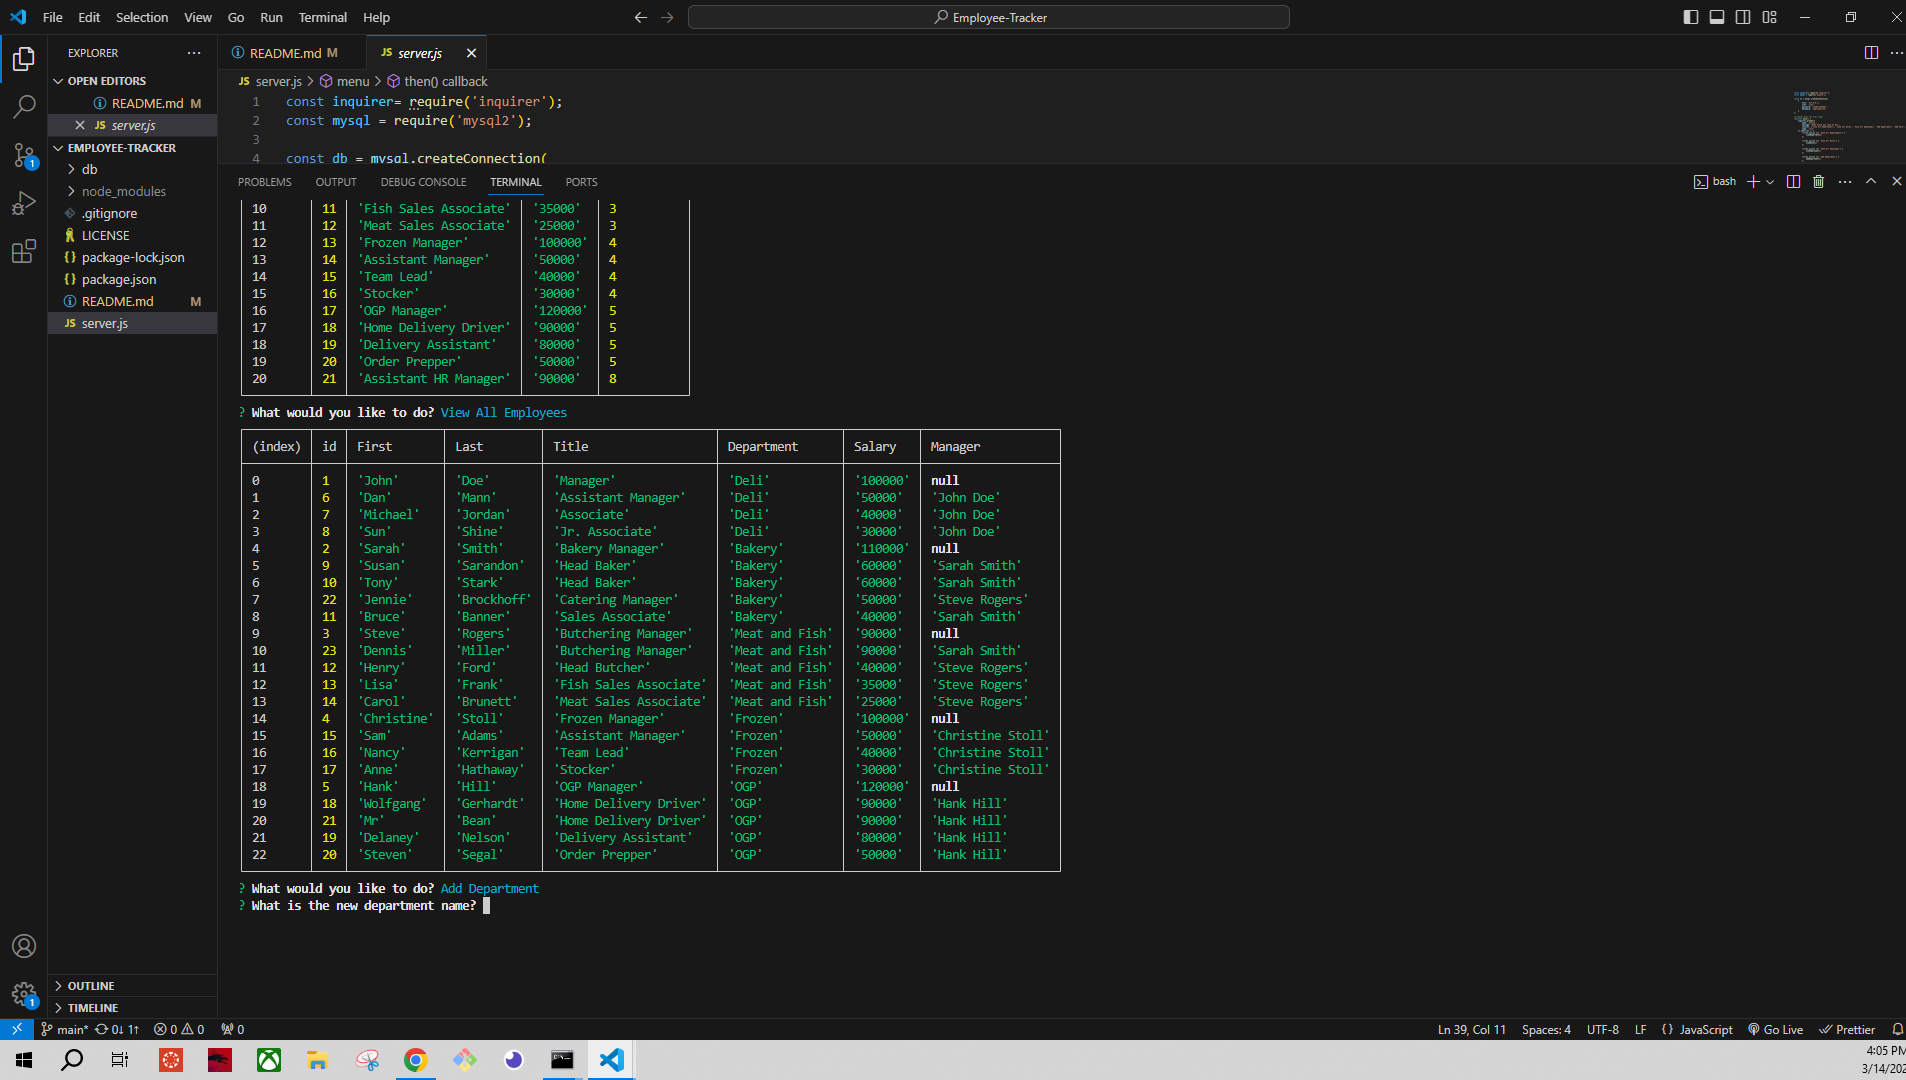 File Edit Selection View Go Run Terminal Help
Employee-Tracker
EXPLORER
OPEN EDITORS
README.md M
server.js
EMPLOYEE-TRACKER
db
node_modules
.gitignore
LICENSE
package-lock.json
package.json
README.md M
server.js
OUTLINE
TIMELINE
README.md M
JS server.js
JS server.js > menu > then() callback
1 const inquirer= require('inquirer');
2 const mysql = require('mysql2');
3
4 const db = mysql.createConnection(
PROBLEMS OUTPUT DEBUG CONSOLE TERMINAL PORTS
bash
10 11 'Fish Sales Associate' '35000' 3
11 12 'Meat Sales Associate' '25000' 3
12 13 'Frozen Manager' '100000' 4
13 14 'Assistant Manager' '50000' 4
14 15 'Team Lead' '40000' 4
15 16 'Stocker' '30000' 4
16 17 'OGP Manager' '120000' 5
17 18 'Home Delivery Driver' '90000' 5
18 19 'Delivery Assistant' '80000' 5
19 20 'Order Prepper' '50000' 5
20 21 'Assistant HR Manager' '90000' 8
? What would you like to do? View All Employees
(index) id First Last Title Department Salary Manager
0 1 'John' 'Doe' 'Manager' 'Deli' '100000' null
1 6 'Dan' 'Mann' 'Assistant Manager' 'Deli' '50000' 'John Doe'
2 7 'Michael' 'Jordan' 'Associate' 'Deli' '40000' 'John Doe'
3 8 'Sun' 'Shine' 'Jr. Associate' 'Deli' '30000' 'John Doe'
4 2 'Sarah' 'Smith' 'Bakery Manager' 'Bakery' '110000' null
5 9 'Susan' 'Sarandon' 'Head Baker' 'Bakery' '60000' 'Sarah Smith'
6 10 'Tony' 'Stark' 'Head Baker' 'Bakery' '60000' 'Sarah Smith'
7 22 'Jennie' 'Brockhoff' 'Catering Manager' 'Bakery' '50000' 'Steve Rogers'
8 11 'Bruce' 'Banner' 'Sales Associate' 'Bakery' '40000' 'Sarah Smith'
9 3 'Steve' 'Rogers' 'Butchering Manager' 'Meat and Fish' '90000' null
10 23 'Dennis' 'Miller' 'Butchering Manager' 'Meat and Fish' '90000' 'Sarah Smith'
11 12 'Henry' 'Ford' 'Head Butcher' 'Meat and Fish' '40000' 'Steve Rogers'
12 13 'Lisa' 'Frank' 'Fish Sales Associate' 'Meat and Fish' '35000' 'Steve Rogers'
13 14 'Carol' 'Brunett' 'Meat Sales Associate' 'Meat and Fish' '25000' 'Steve Rogers'
14 4 'Christine' 'Stoll' 'Frozen Manager' 'Frozen' '100000' null
15 15 'Sam' 'Adams' 'Assistant Manager' 'Frozen' '50000' 'Christine Stoll'
16 16 'Nancy' 'Kerrigan' 'Team Lead' 'Frozen' '40000' 'Christine Stoll'
17 17 'Anne' 'Hathaway' 'Stocker' 'Frozen' '30000' 'Christine Stoll'
18 5 'Hank' 'Hill' 'OGP Manager' 'OGP' '120000' null
19 18 'Wolfgang' 'Gerhardt' 'Home Delivery Driver' 'OGP' '90000' 'Hank Hill'
20 21 'Mr' 'Bean' 'Home Delivery Driver' 'OGP' '90000' 'Hank Hill'
21 19 'Delaney' 'Nelson' 'Delivery Assistant' 'OGP' '80000' 'Hank Hill'
22 20 'Steven' 'Segal' 'Order Prepper' 'OGP' '50000' 'Hank Hill'
? What would you like to do? Add Department
? What is the new department name?
main* 0↓ 1↑ 0 0 0
Ln 39, Col 11 Spaces: 4 UTF-8 LF {} JavaScript Go Live Prettier
4:05 PM
3/14/202